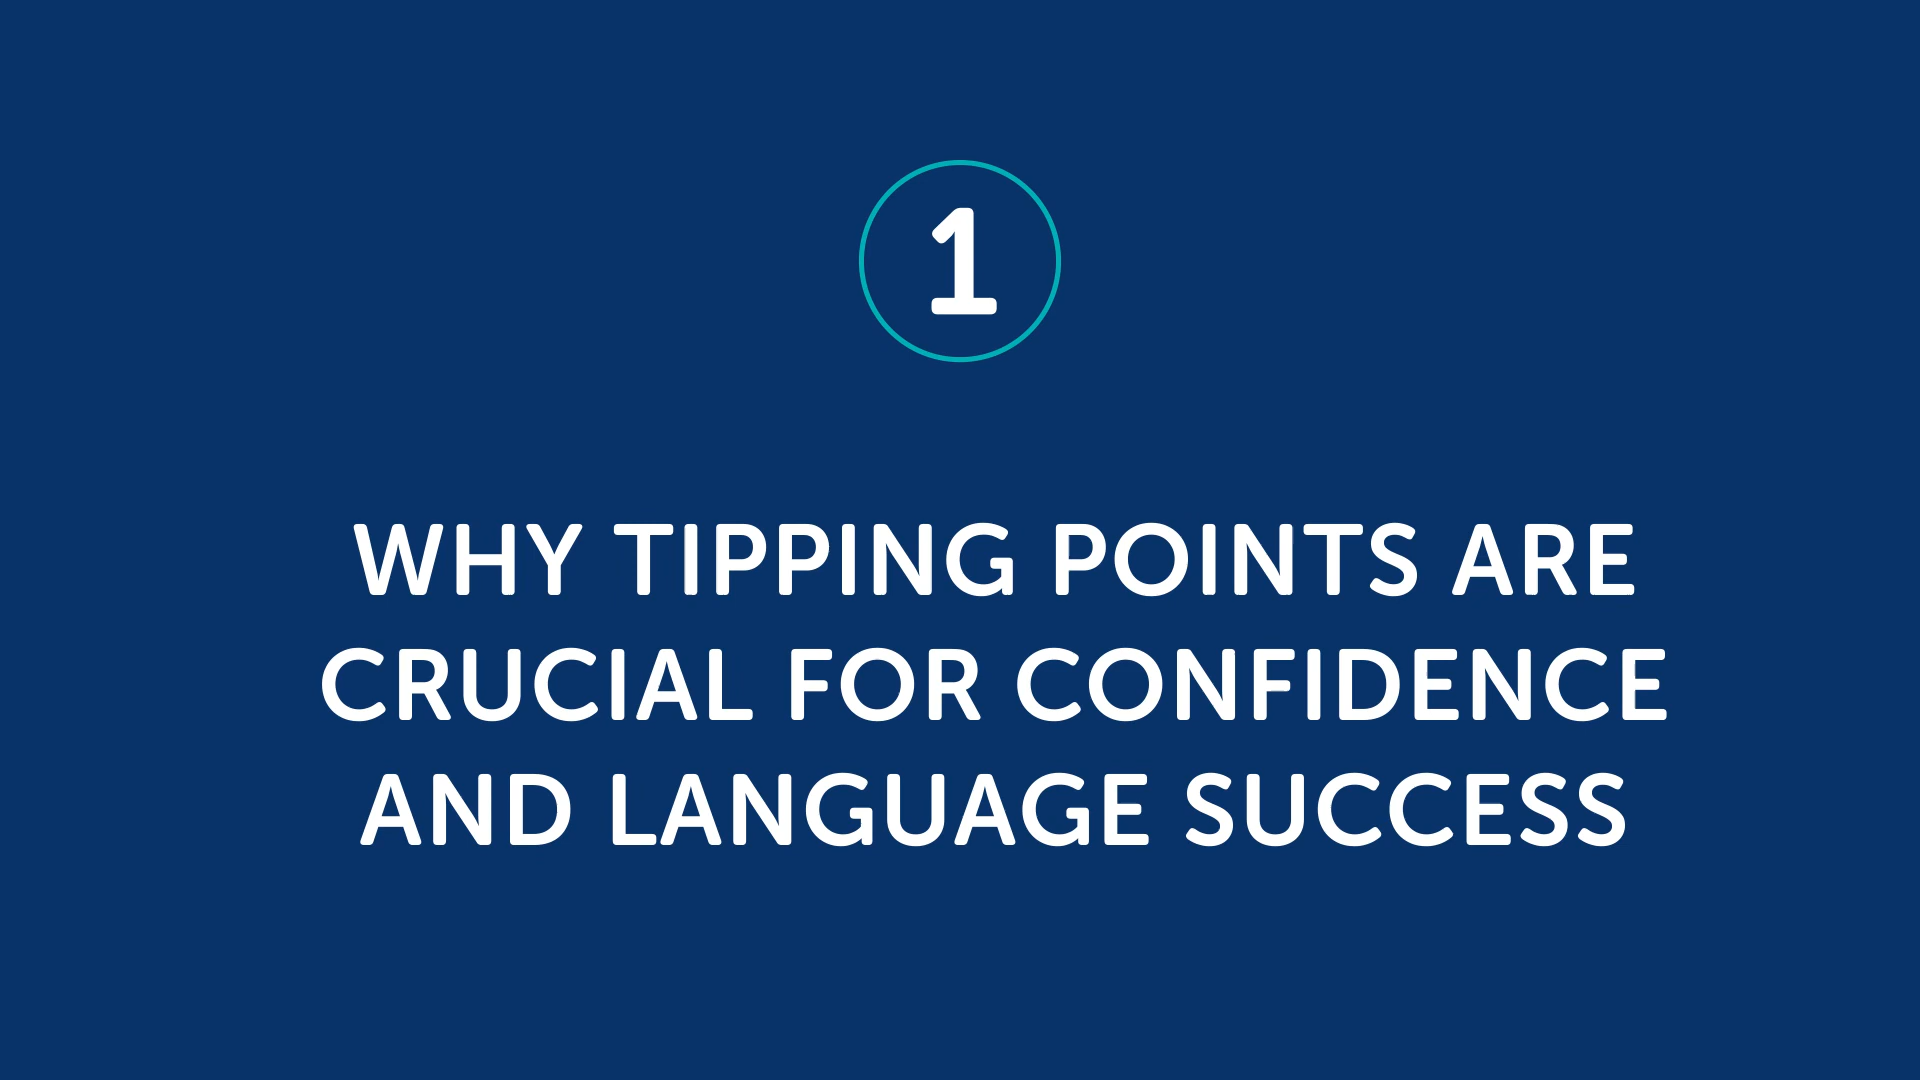 1
WHY TIPPING POINTS ARE
CRUCIAL FOR CONFIDENCE
AND LANGUAGE SUCCESS